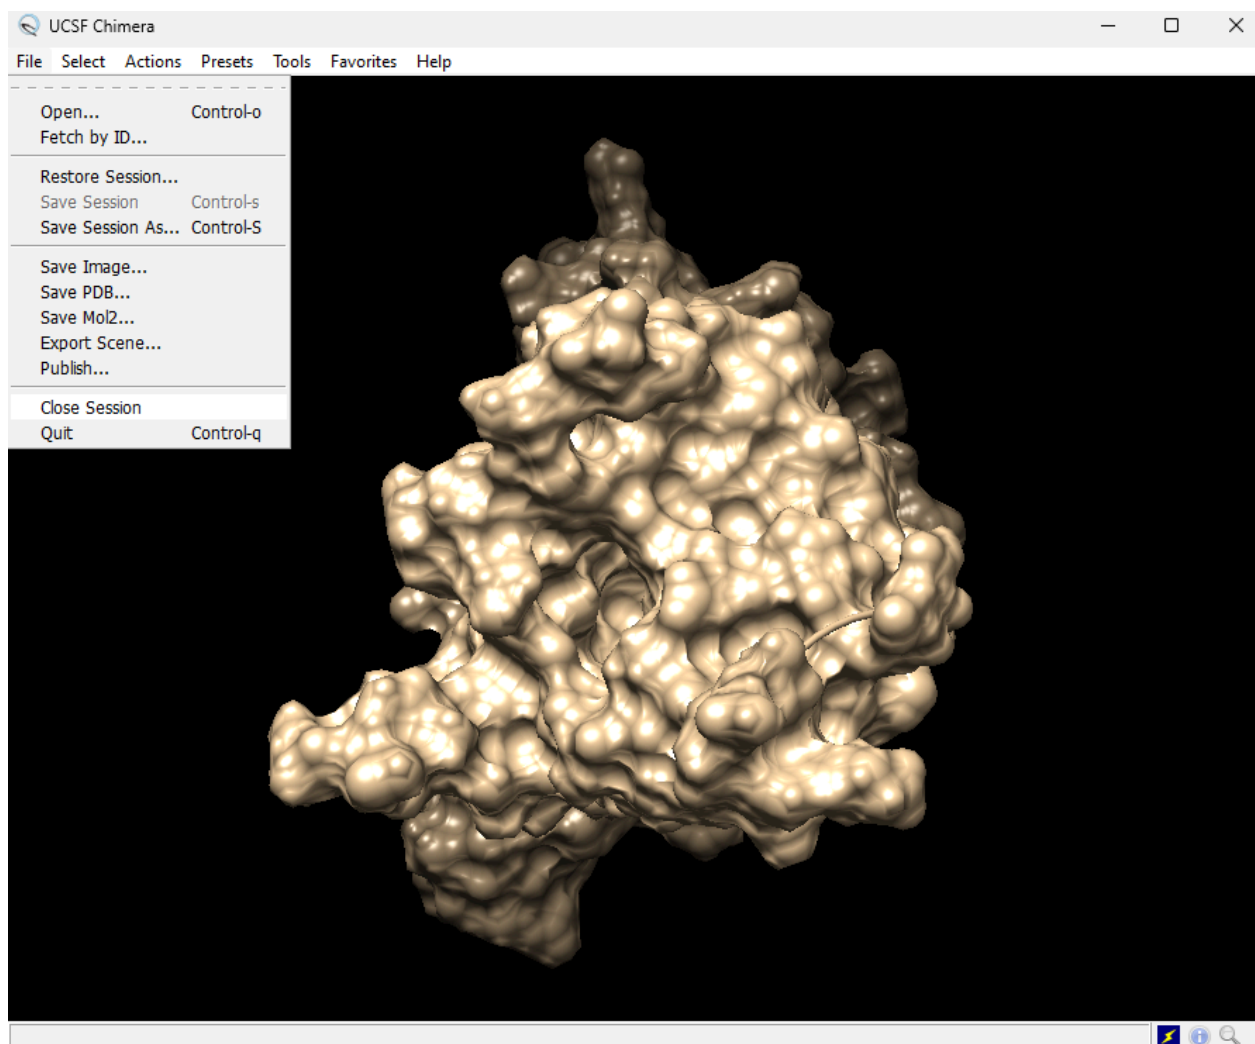 UCSF Chimera
File Select Actions Presets Tools Favorites Help
Open... Control-o
Fetch by ID...
Restore Session...
Save Session Control-s
Save Session As... Control-S
Save Image...
Save PDB...
Save Mol2...
Export Scene...
Publish...
Close Session
Quit Control-q